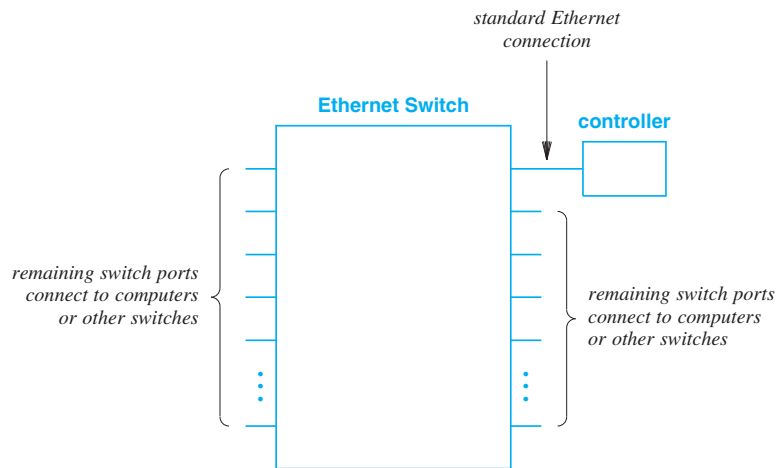 standard Ethernet
connection
Ethernet Switch
controller
remaining switch ports
connect to computers
or other switches
remaining switch ports
connect to computers
or other switches